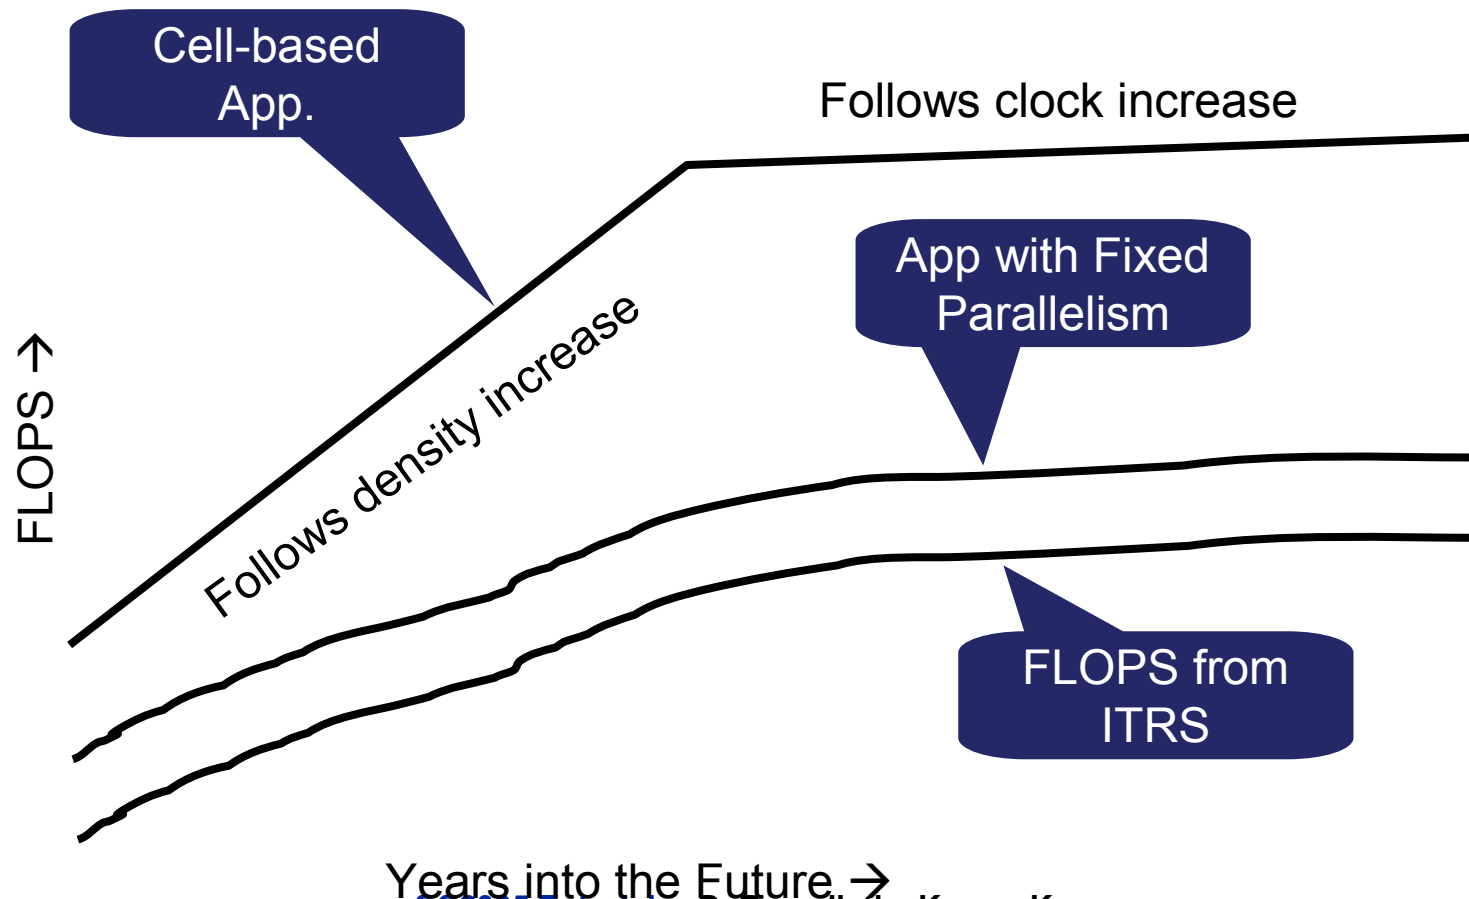 Cell-based
App.
Follows clock increase
App with Fixed
Parallelism
FLOPS →
Follows density increase
FLOPS from
ITRS
Years into the Future →